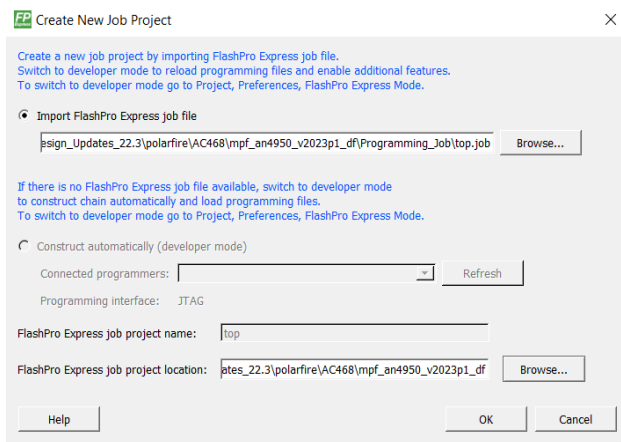 FP Express Create New Job Project
Create a new job project by importing FlashPro Express job file.
Switch to developer mode to reload programming files and enable additional features.
To switch to developer mode go to Project, Preferences, FlashPro Express Mode.
Import FlashPro Express job file
esign_Updates_22.3\polarfire\AC468\mpf_an4950_v2023p1_df\Programming_Job\top.job Browse...
If there is no FlashPro Express job file available, switch to developer mode
to construct chain automatically and load programming files.
To switch to developer mode go to Project, Preferences, FlashPro Express Mode.
Construct automatically (developer mode)
Connected programmers: Refresh
Programming interface: JTAG
FlashPro Express job project name: top
FlashPro Express job project location: ates_22.3\polarfire\AC468\mpf_an4950_v2023p1_df Browse...
Help OK Cancel